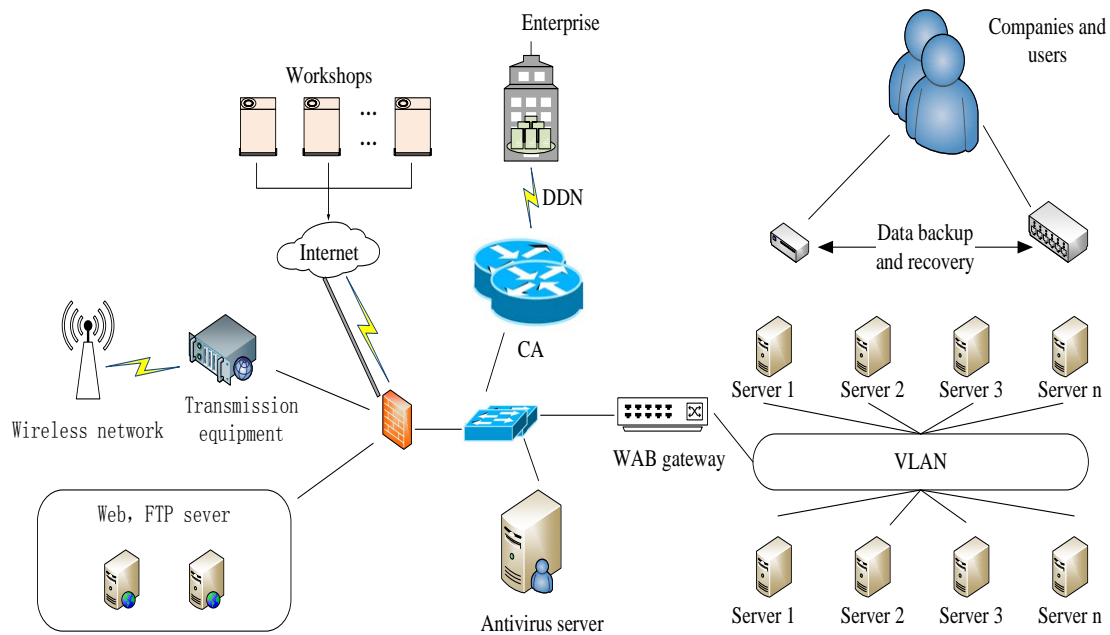 Enterprise
Companies and
users
Workshops
...
...
DDN
Internet
Data backup
and recovery
CA
Server 1
Server 2
Server 3
Server n
Transmission
equipment
Wireless network
WAB gateway
VLAN
Web, FTP sever
Antivirus server
Server 1
Server 2
Server 3
Server n